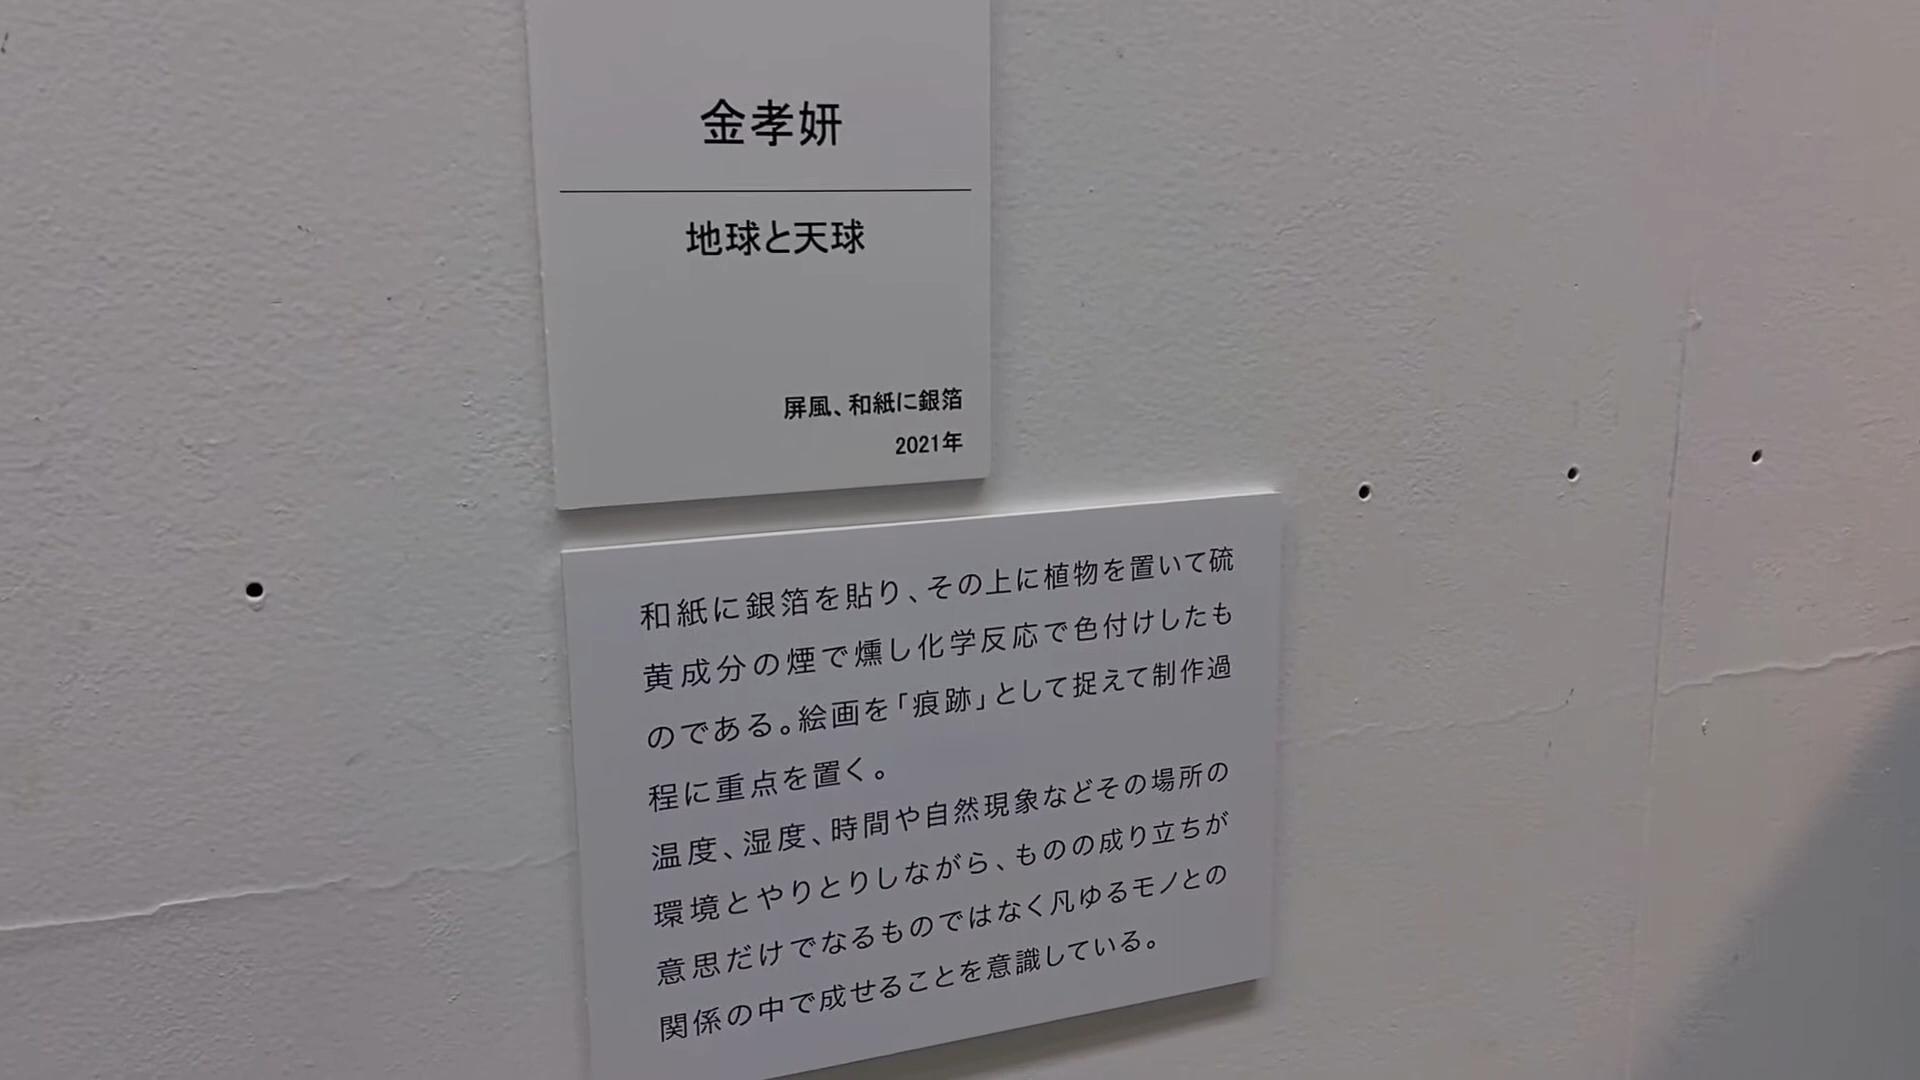 金孝妍
地球と天球
屏風、和紙に銀箔
2021年
和紙に銀箔を貼り、その上に植物を置いて硫
黄成分の煙で燻し化学反応で色付けしたも
のである。絵画を「痕跡」として捉えて制作過
程に重点を置く。
温度、湿度、時間や自然現象などその場所の
環境とやりとりしながら、ものの成り立ちが
意思だけでなるものではなく凡ゆるモノとの
関係の中で成せることを意識している。